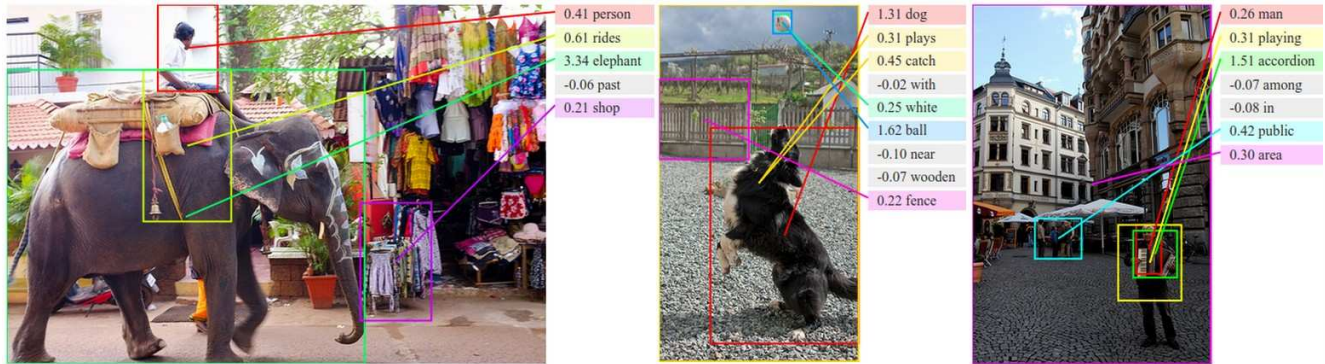 0.41 person
0.61 rides
3.34 elephant
-0.06 past
0.21 shop
1.31 dog
0.31 plays
0.45 catch
-0.02 with
0.25 white
1.62 ball
-0.10 near
-0.07 wooden
0.22 fence
0.26 man
0.31 playing
1.51 accordion
-0.07 among
-0.08 in
0.42 public
0.30 area